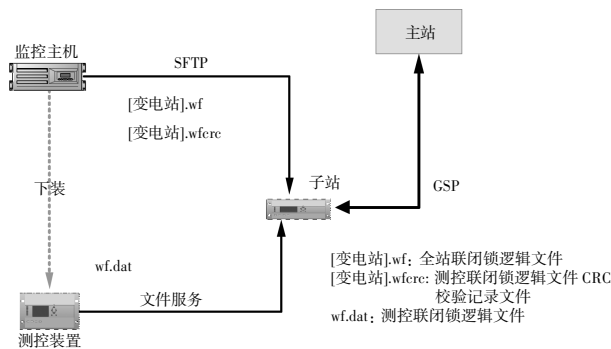 主站
监控主机
SFTP
[变电站].wf
[变电站].wfcrc
子站
GSP
下装
wf.dat
文件服务
测控装置
[变电站].wf：全站联闭锁逻辑文件
[变电站].wfcrc: 测控联闭锁逻辑文件 CRC
校验记录文件
wf.dat：测控联闭锁逻辑文件